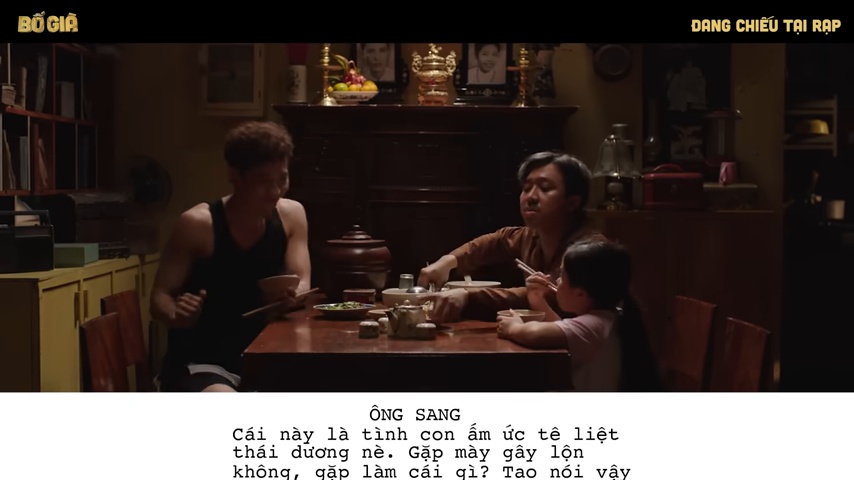 BỐ GIÀ
ĐANG CHIẾU TẠI RẠP
ÔNG SANG
Cái này là tình con ấm ức tê liệt
thái dương nè. Gặp mày gây lộn
không, gặp làm cái gì? Tao nói vậy